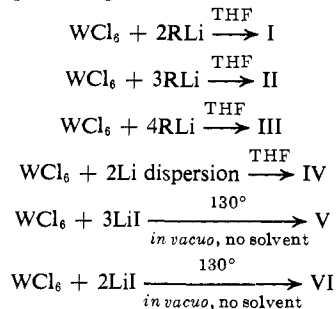 WCl₆ + 2RLi THF⟶ I
WCl₆ + 3RLi THF⟶ II
WCl₆ + 4RLi THF⟶ III
WCl₆ + 2Li dispersion THF⟶ IV
WCl₆ + 3LiI 130°⟶ V
in vacuo, no solvent
WCl₆ + 2LiI 130°⟶ VI
in vacuo, no solvent